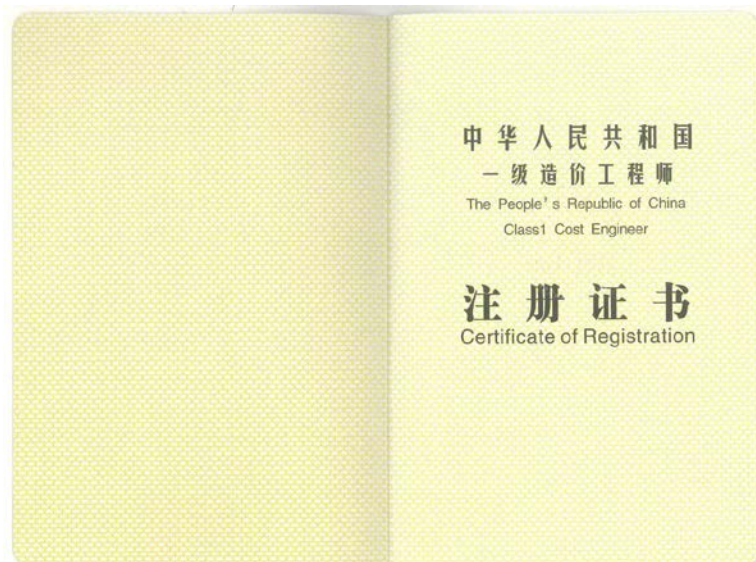 中华人民共和国
一级造价工程师
The People's Republic of China
Class1 Cost Engineer
注册证书
Certificate of Registration